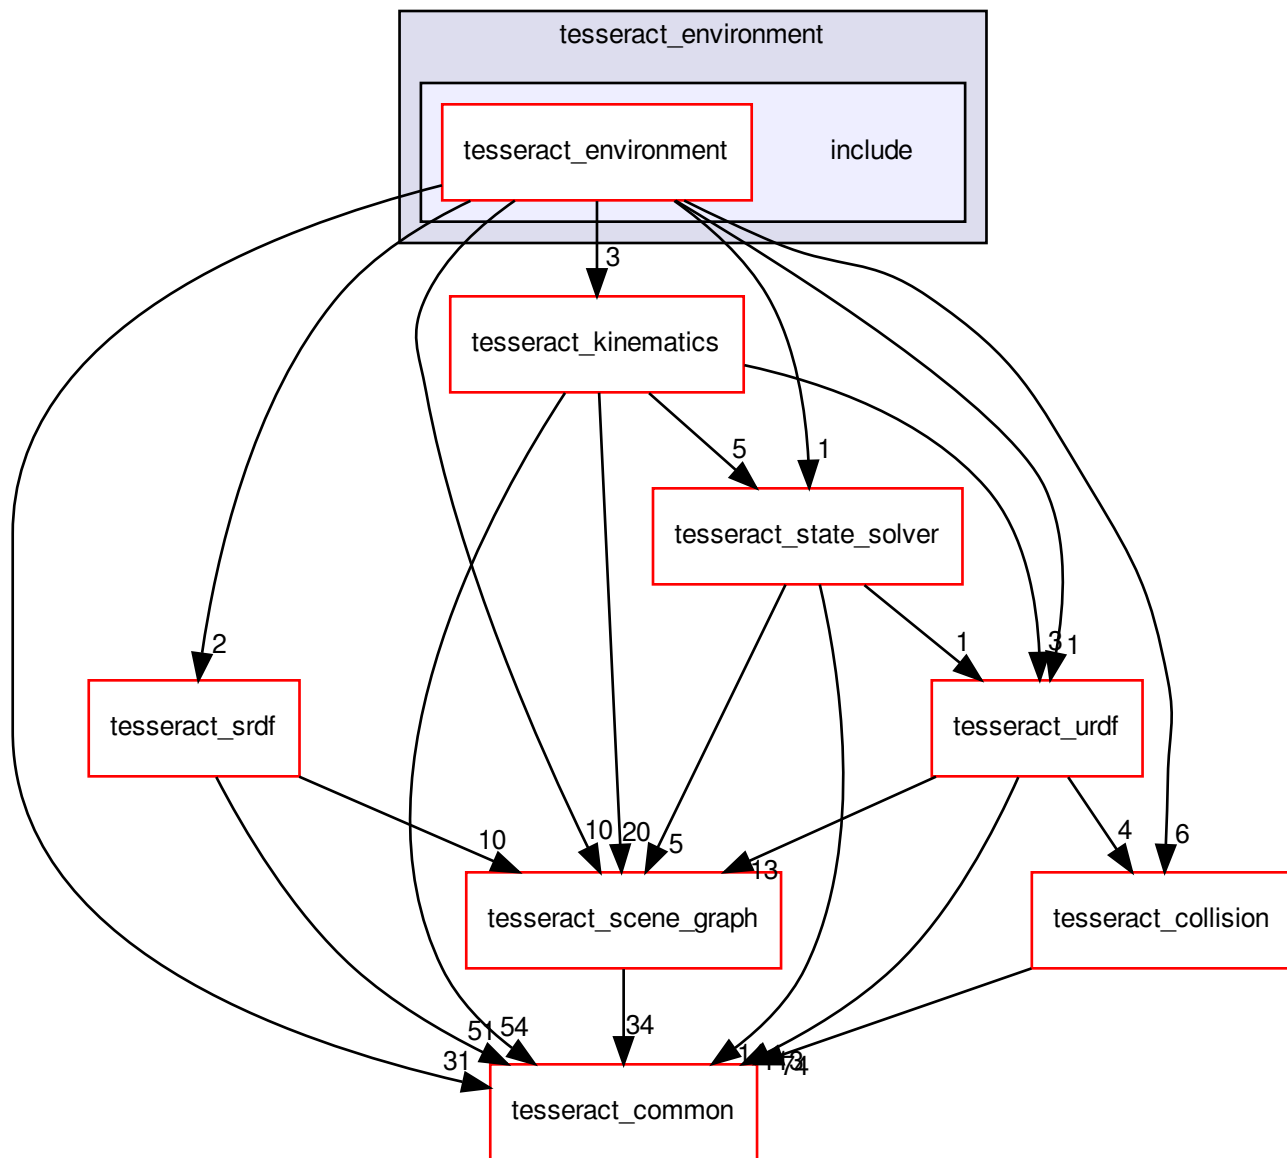 tesseract_environment
tesseract_environment
include
3
tesseract_kinematics
5
1
tesseract_state_solver
2
1
3
1
tesseract_srdf
tesseract_urdf
10
10
20
5
13
4
6
tesseract_scene_graph
tesseract_collision
31
51
54
34
74
tesseract_common